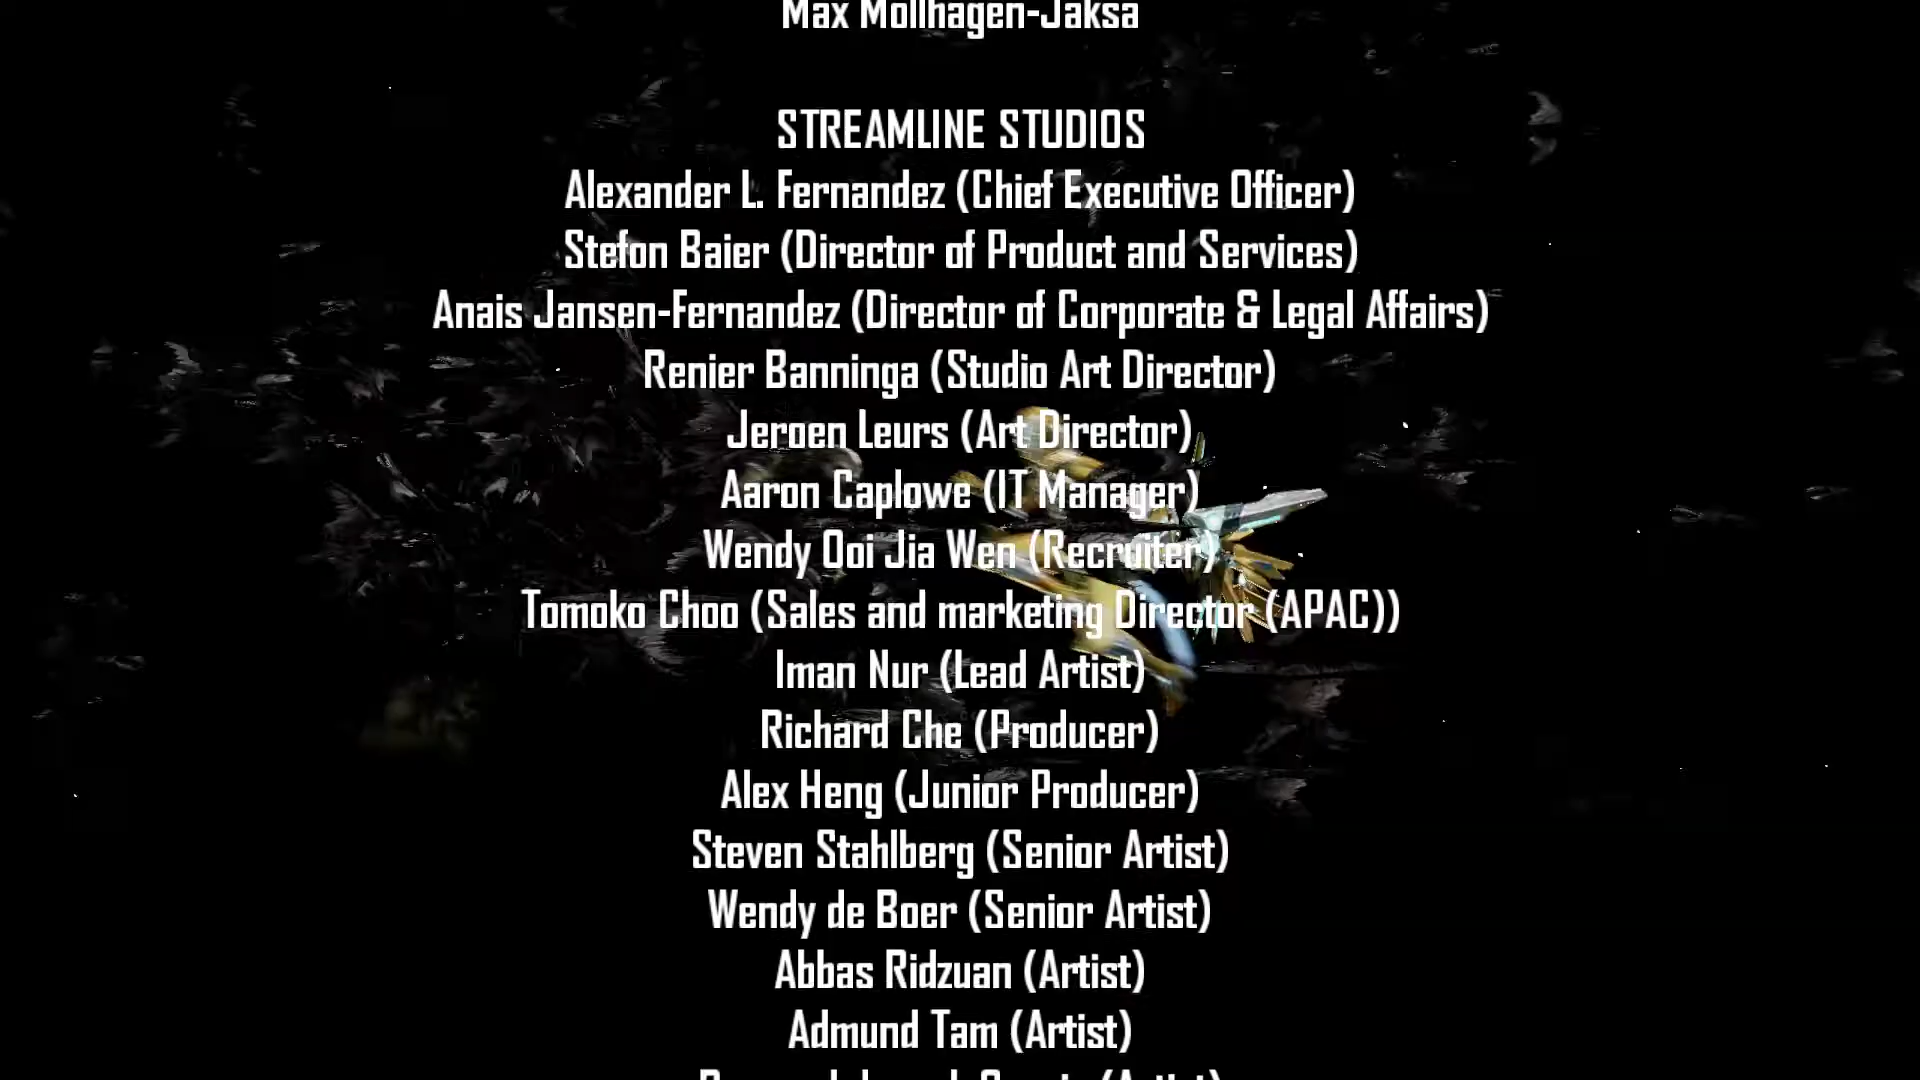 Max Mollhagen-Jaksa
STREAMLINE STUDIOS
Alexander L. Fernandez (Chief Executive Officer)
Stefon Baier (Director of Product and Services)
Anais Jansen-Fernandez (Director of Corporate & Legal Affairs)
Renier Banninga (Studio Art Director)
Jeroen Leurs (Art Director)
Aaron Caplowe (IT Manager)
Wendy Ooi Jia Wen (Recruiter)
Tomoko Choo (Sales and marketing Director (APAC))
Iman Nur (Lead Artist)
Richard Che (Producer)
Alex Heng (Junior Producer)
Steven Stahlberg (Senior Artist)
Wendy de Boer (Senior Artist)
Abbas Ridzuan (Artist)
Admund Tam (Artist)
(Artist)